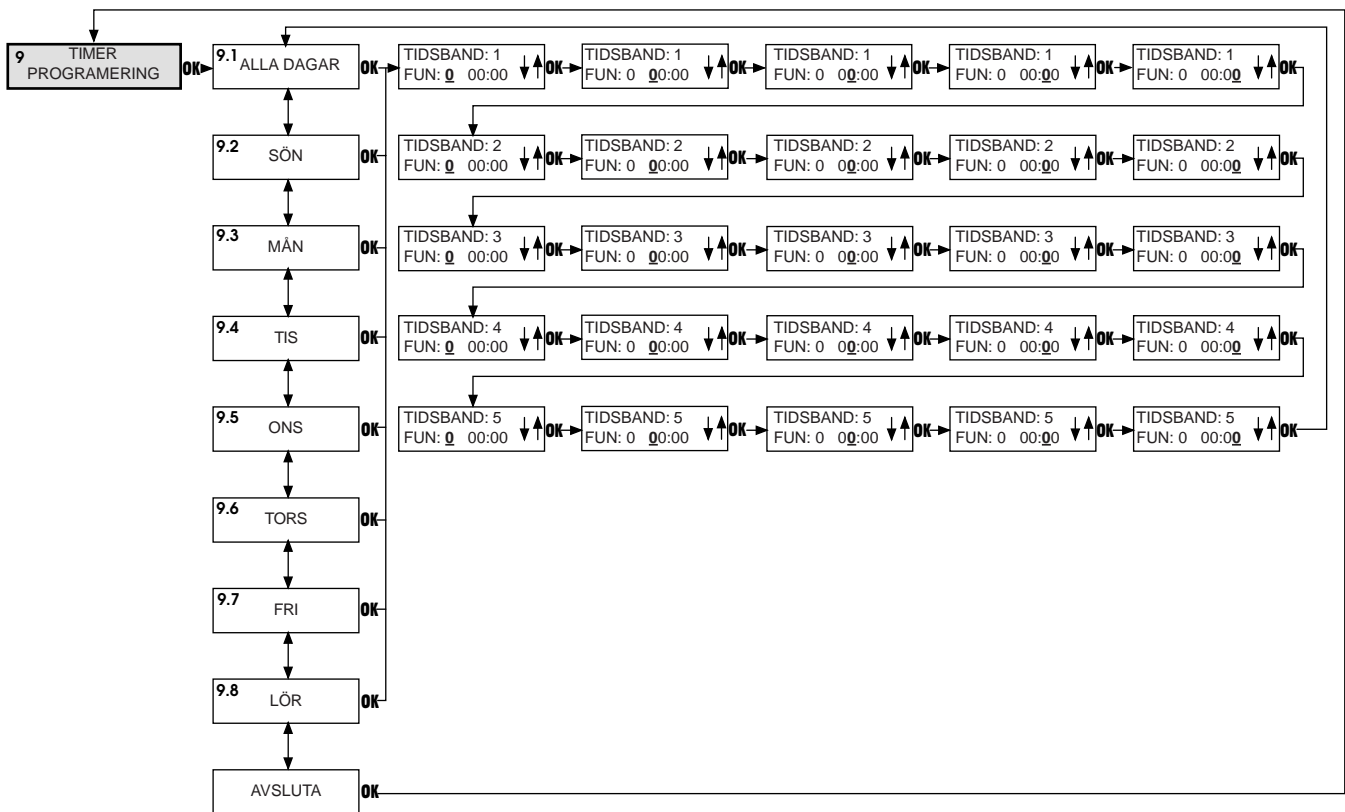 9 TIMER
PROGRAMERING OK
9.1 ALLA DAGAR OK
TIDSBAND: 1
FUN: 0 00:00 OK
TIDSBAND: 1
FUN: 0 00:00 OK
TIDSBAND: 1
FUN: 0 00:00 OK
TIDSBAND: 1
FUN: 0 00:00 OK
TIDSBAND: 1
FUN: 0 00:00 OK
9.2 SÖN OK
TIDSBAND: 2
FUN: 0 00:00 OK
TIDSBAND: 2
FUN: 0 00:00 OK
TIDSBAND: 2
FUN: 0 00:00 OK
TIDSBAND: 2
FUN: 0 00:00 OK
TIDSBAND: 2
FUN: 0 00:00 OK
9.3 MÅN OK
TIDSBAND: 3
FUN: 0 00:00 OK
TIDSBAND: 3
FUN: 0 00:00 OK
TIDSBAND: 3
FUN: 0 00:00 OK
TIDSBAND: 3
FUN: 0 00:00 OK
TIDSBAND: 3
FUN: 0 00:00 OK
9.4 TIS OK
TIDSBAND: 4
FUN: 0 00:00 OK
TIDSBAND: 4
FUN: 0 00:00 OK
TIDSBAND: 4
FUN: 0 00:00 OK
TIDSBAND: 4
FUN: 0 00:00 OK
TIDSBAND: 4
FUN: 0 00:00 OK
9.5 ONS OK
TIDSBAND: 5
FUN: 0 00:00 OK
TIDSBAND: 5
FUN: 0 00:00 OK
TIDSBAND: 5
FUN: 0 00:00 OK
TIDSBAND: 5
FUN: 0 00:00 OK
TIDSBAND: 5
FUN: 0 00:00 OK
9.6 TORS OK
9.7 FRI OK
9.8 LÖR OK
AVSLUTA OK